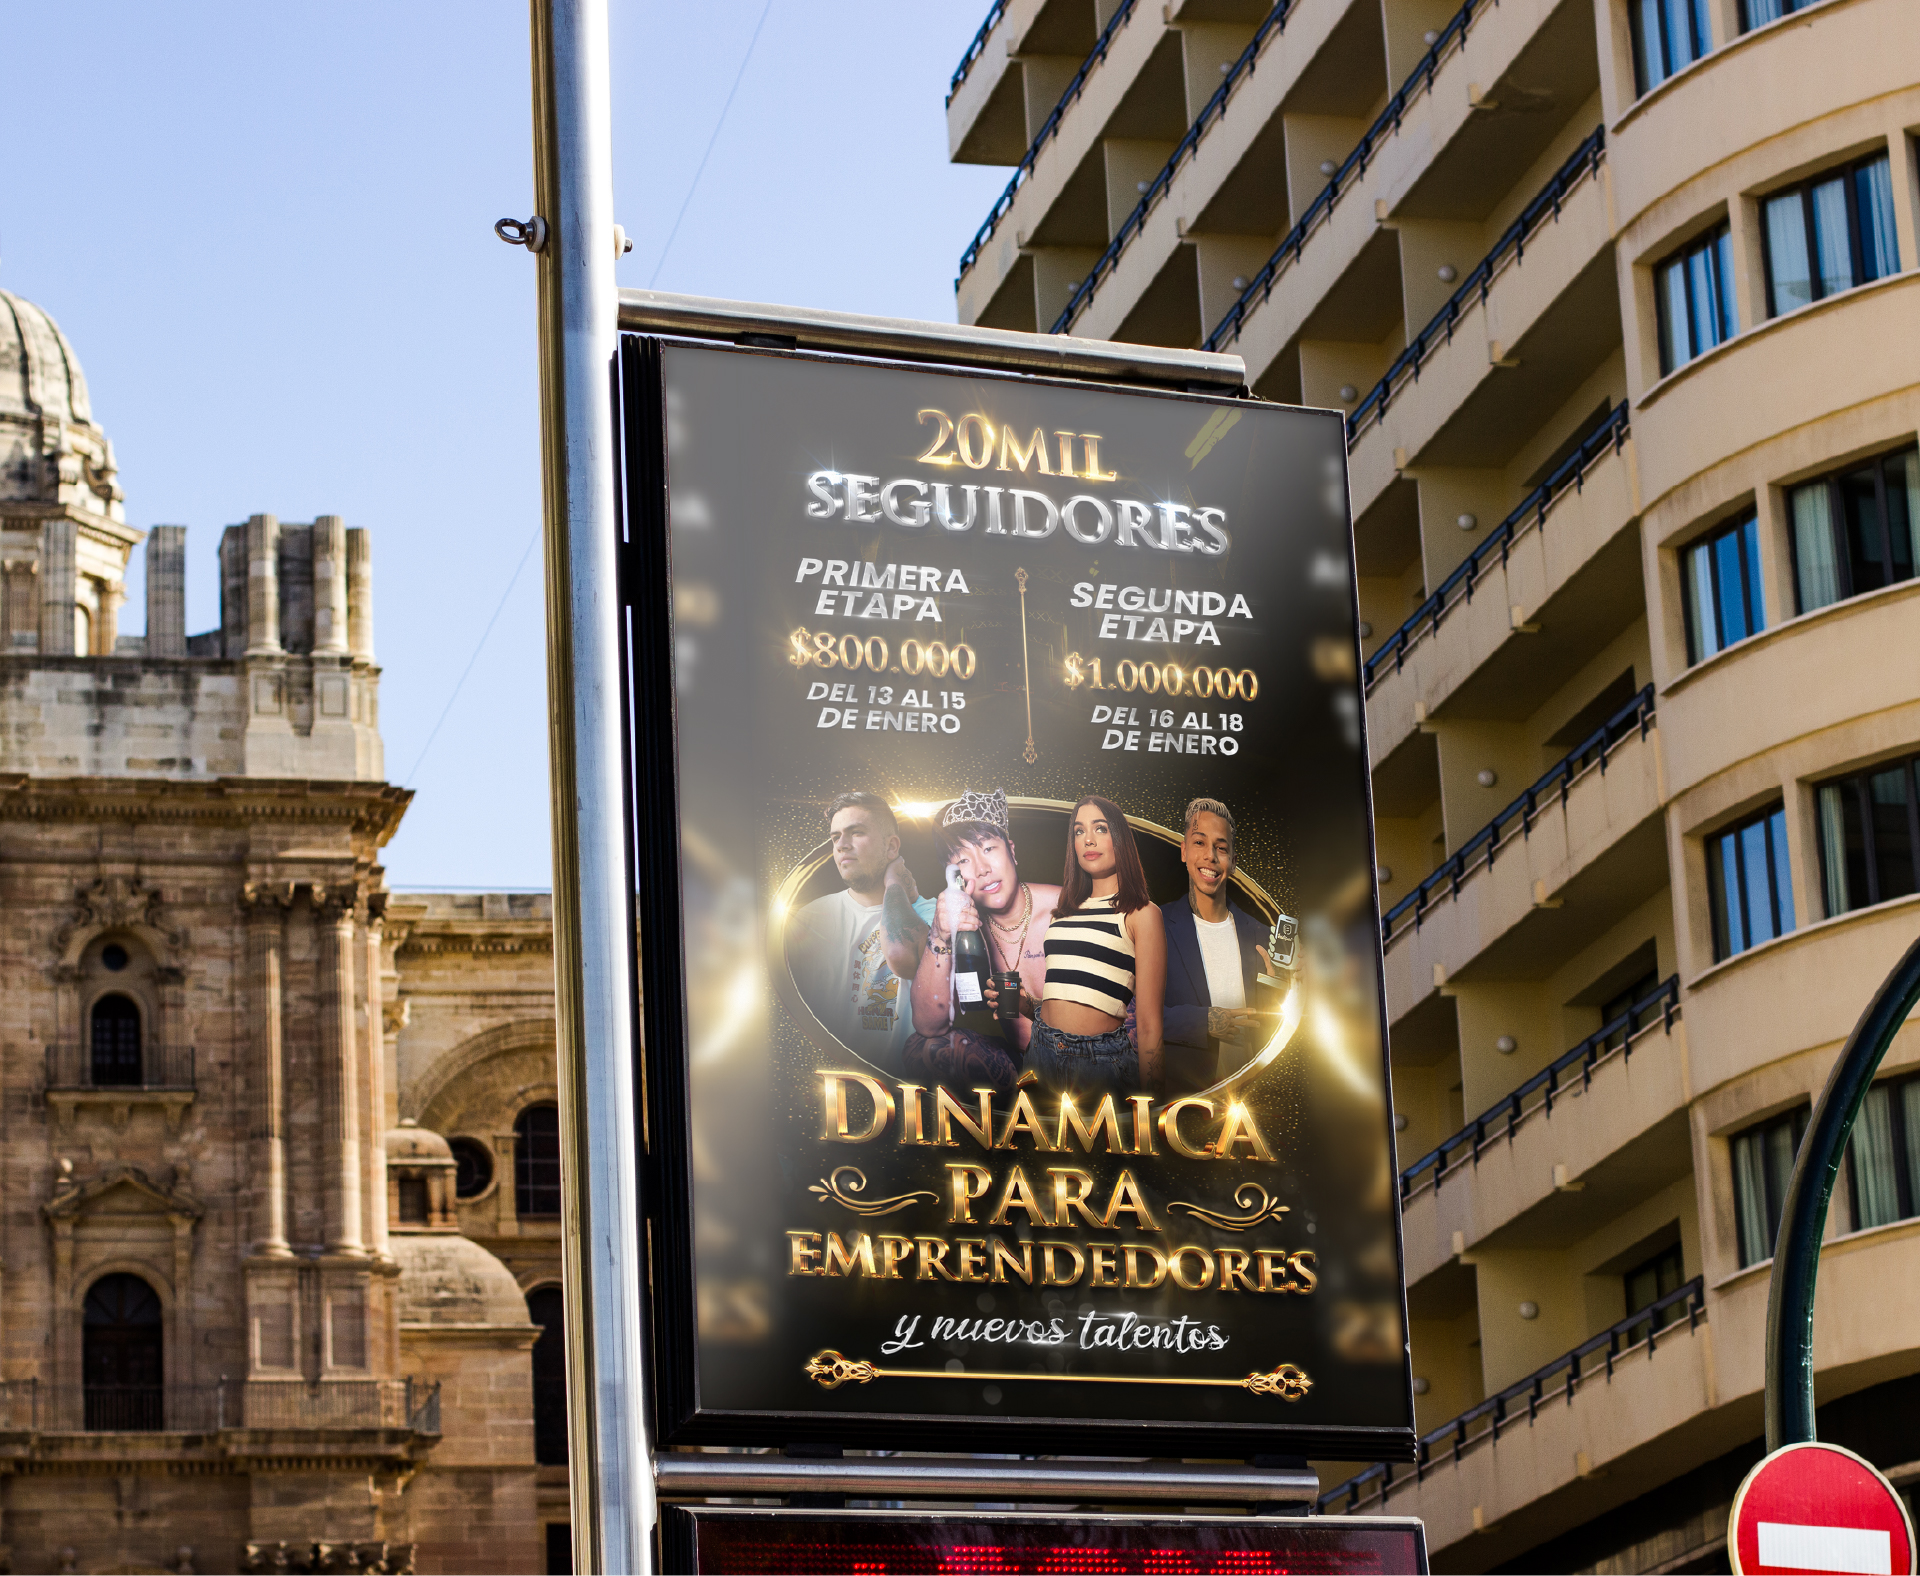 20MIL
SEGUIDORES
PRIMERA
ETAPA
$800.000
DEL 13 AL 15
DE ENERO
SEGUNDA
ETAPA
$1.000.000
DEL 16 AL 18
DE ENERO
DINÁMICA
PARA
EMPRENDEDORES
y nuevos talentos